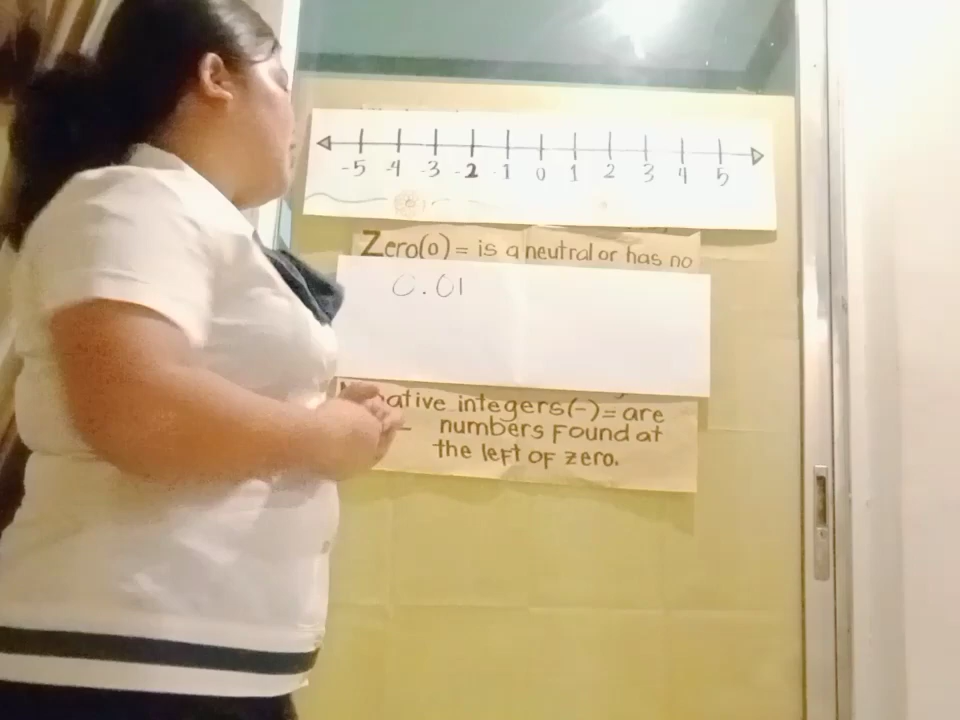 -5 -4 -3 -2 -1 0 1 2 3 4 5
Zero(0) = is a neutral or has no
0.01
ative integers(-) = are
numbers Found at
the left of zero.